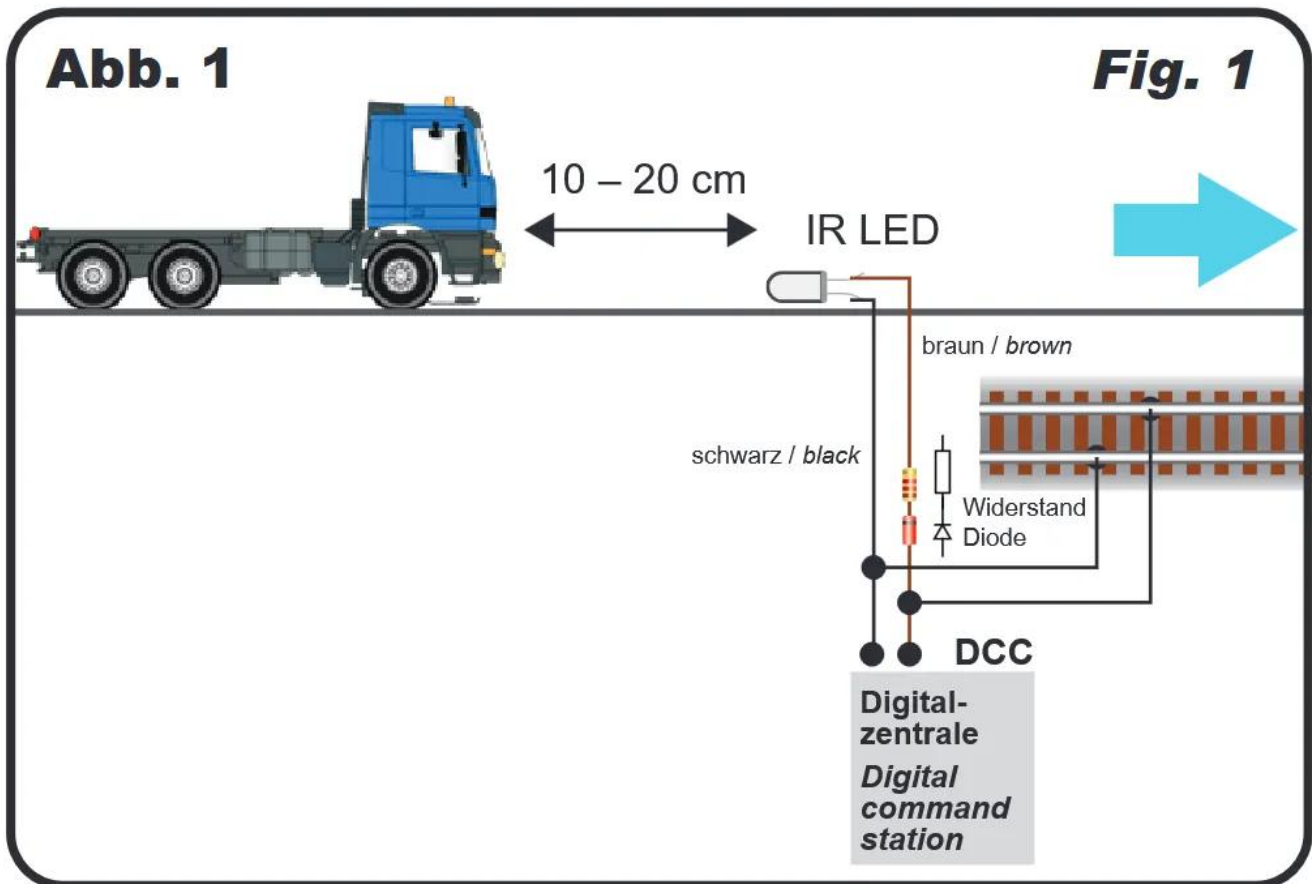 Abb. 1
Fig. 1
10 – 20 cm
IR LED
braun / brown
schwarz / black
Widerstand
Diode
DCC
Digital-
zentrale
Digital
command
station